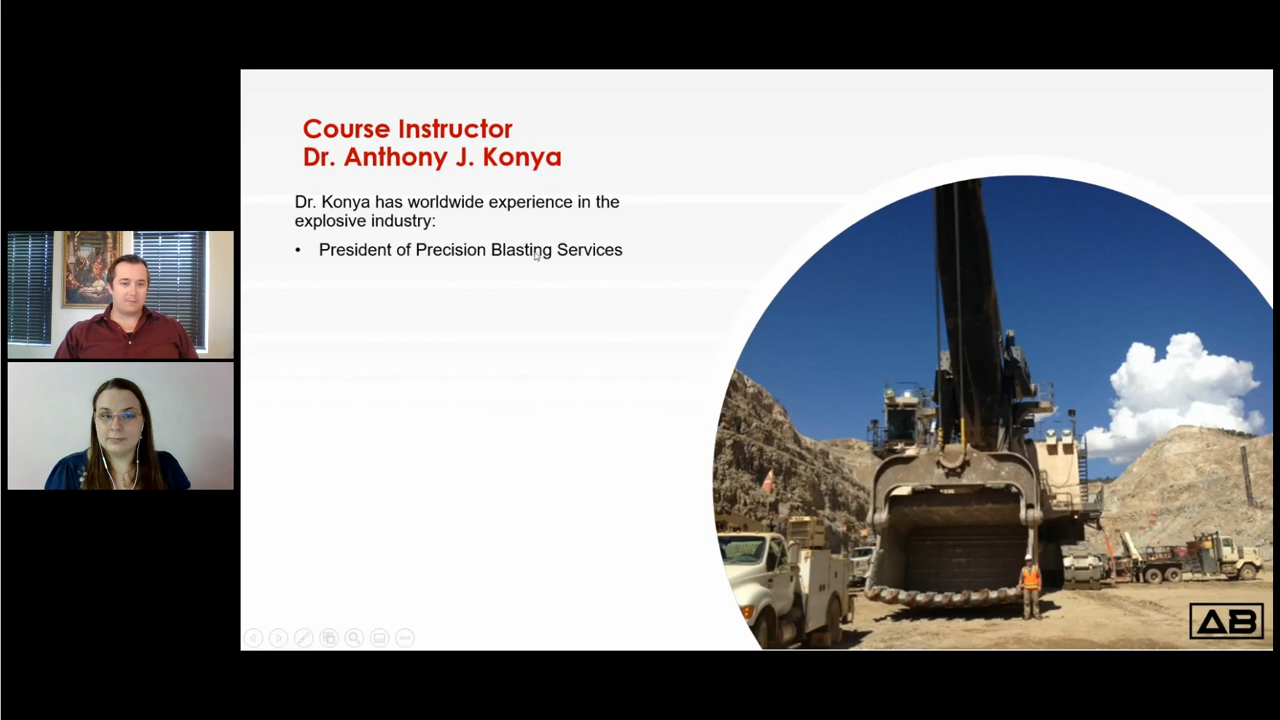 Course Instructor
Dr. Anthony J. Konya
Dr. Konya has worldwide experience in the
explosive industry:
• President of Precision Blasting Services
AB